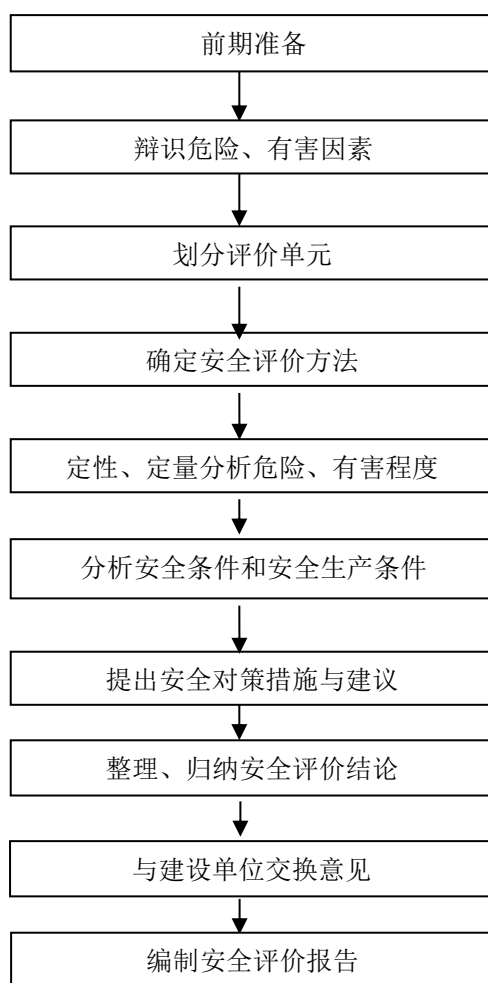 前期准备
辩识危险、有害因素
划分评价单元
确定安全评价方法
定性、定量分析危险、有害程度
分析安全条件和安全生产条件
提出安全对策措施与建议
整理、归纳安全评价结论
与建设单位交换意见
编制安全评价报告